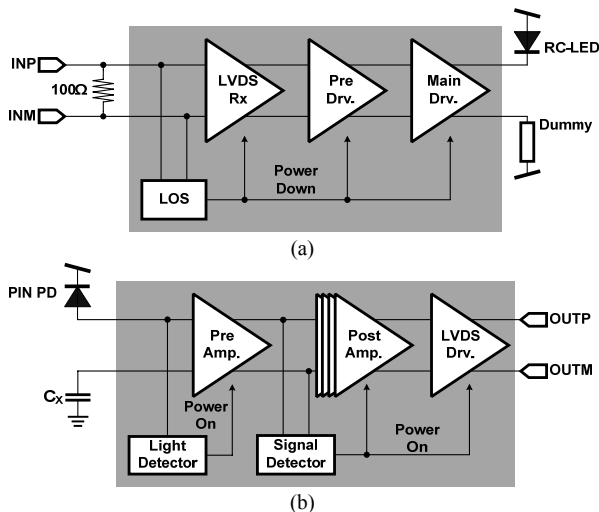 INP
INM
100Ω
LVDS
Rx
Pre
Drv.
Main
Drv.
RC-LED
Dummy
Power
Down
LOS
(a)
PIN PD
Cx
Pre
Amp.
Post
Amp.
LVDS
Drv.
OUTP
OUTM
Power
On
Light
Detector
Signal
Detector
Power
On
(b)